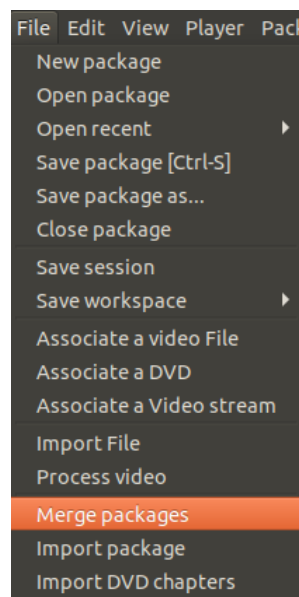 File Edit View Player Pack
New package
Open package
Open recent
Save package [Ctrl-S]
Save package as...
Close package
Save session
Save workspace
Associate a video File
Associate a DVD
Associate a Video stream
Import File
Process video
Merge packages
Import package
Import DVD chapters